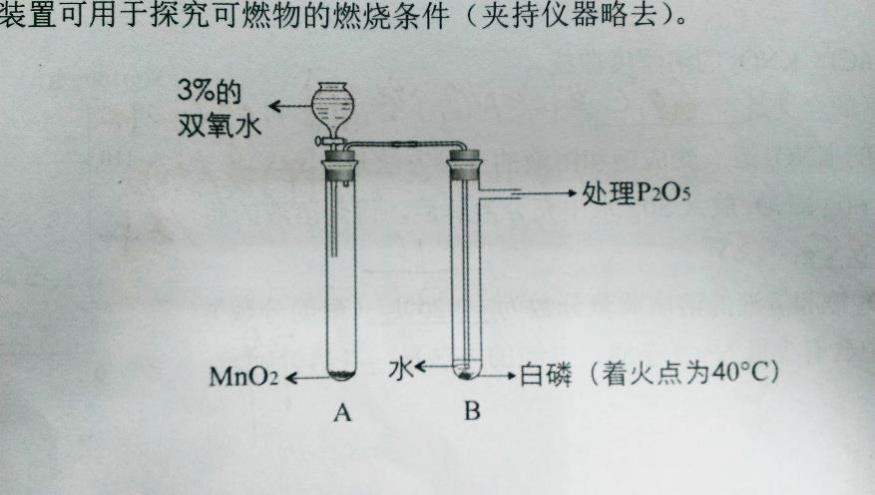 装置可用于探究可燃物的燃烧条件（夹持仪器略去）。
3%的
双氧水
处理P2O5
水
白磷（着火点为40°C）
MnO2
A
B